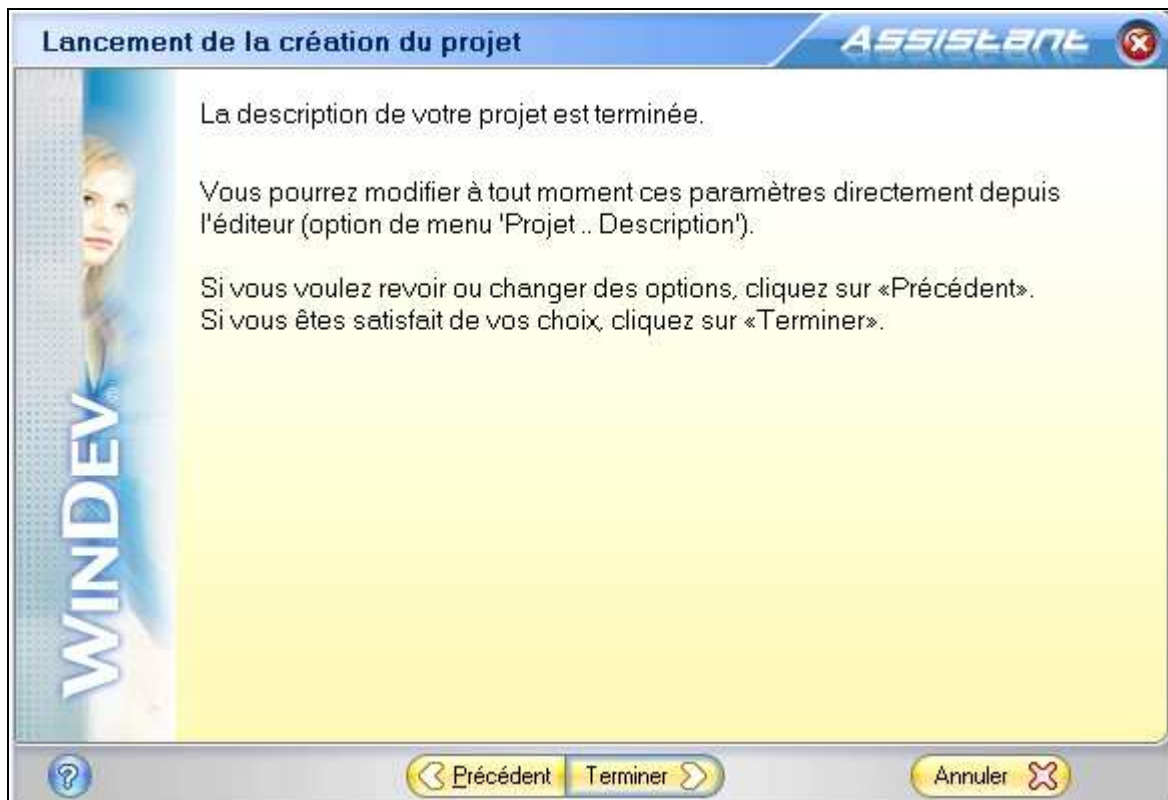 Lancement de la création du projet
Assistant
La description de votre projet est terminée.
Vous pourrez modifier à tout moment ces paramètres directement depuis
l'éditeur (option de menu 'Projet .. Description').
Si vous voulez revoir ou changer des options, cliquez sur «Précédent».
Si vous êtes satisfait de vos choix, cliquez sur «Terminer».
WINDEV
?
Précédent
Terminer
Annuler